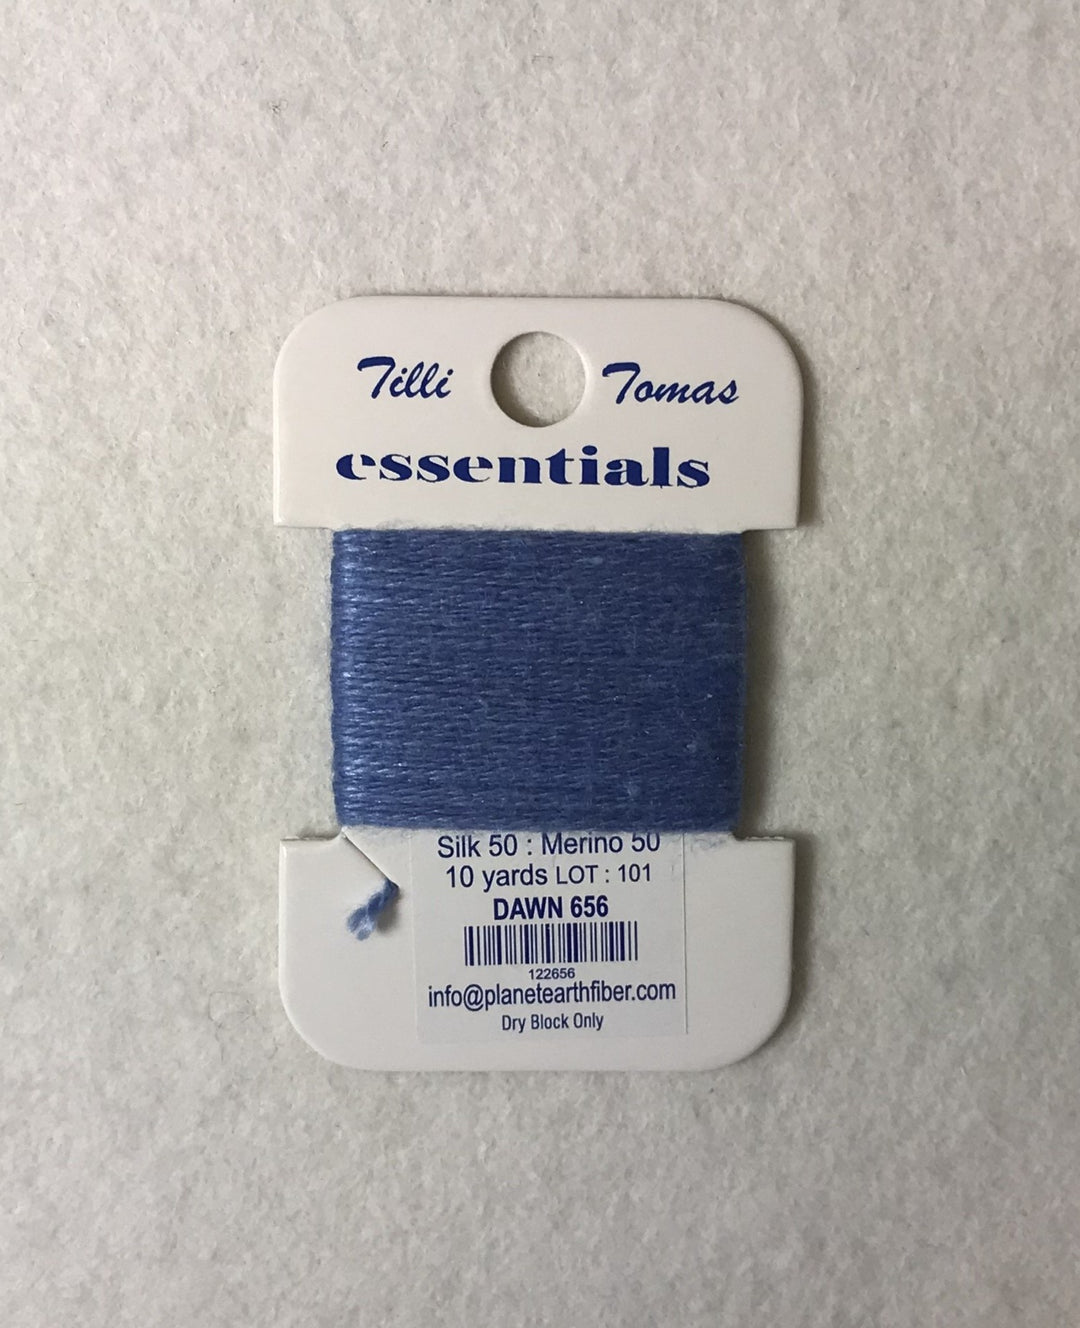 Tilli Tomas
essentials
Silk 50 : Merino 50
10 yards LOT : 101
DAWN 656
122656
info@planetearthfiber.com
Dry Block Only